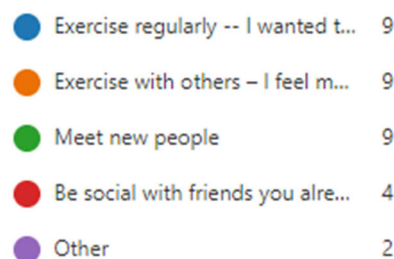 Exercise regularly -- I wanted t... 9
Exercise with others – I feel m... 9
Meet new people 9
Be social with friends you alre... 4
Other 2